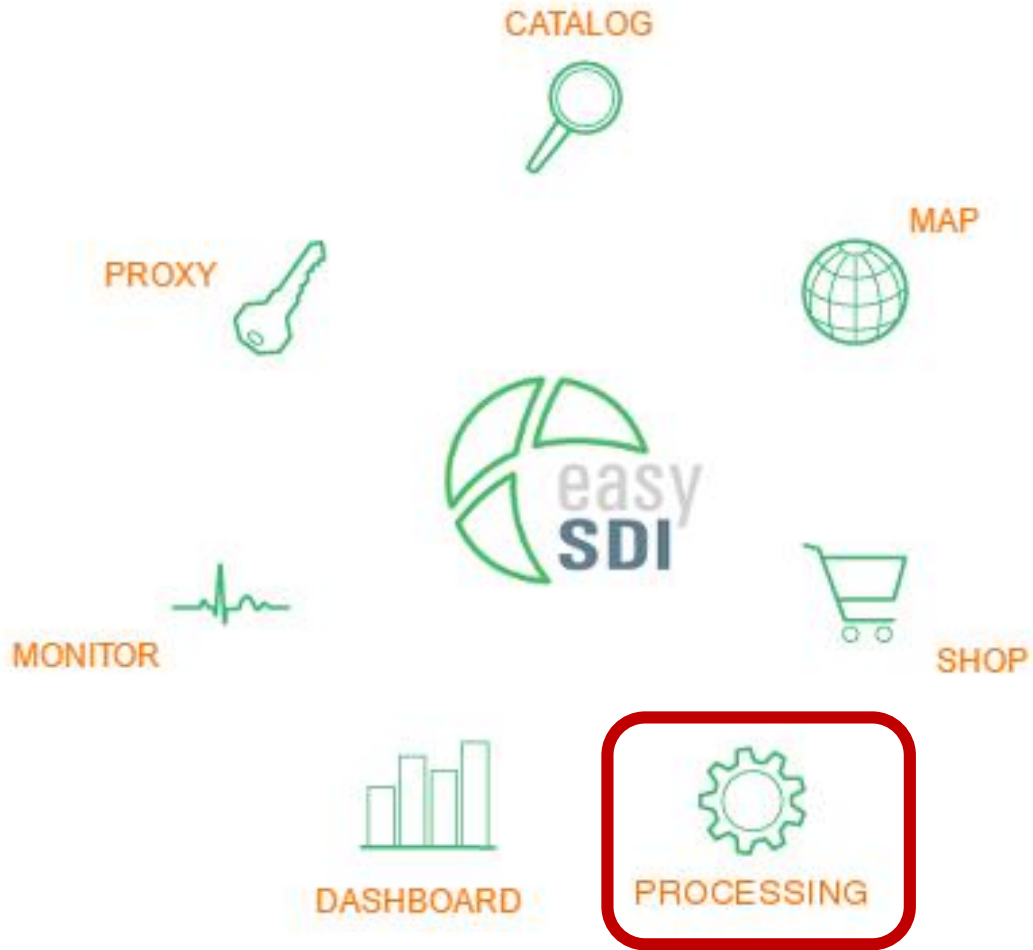 CATALOG
MAP
PROXY
easy
SDI
MONITOR
SHOP
DASHBOARD
PROCESSING